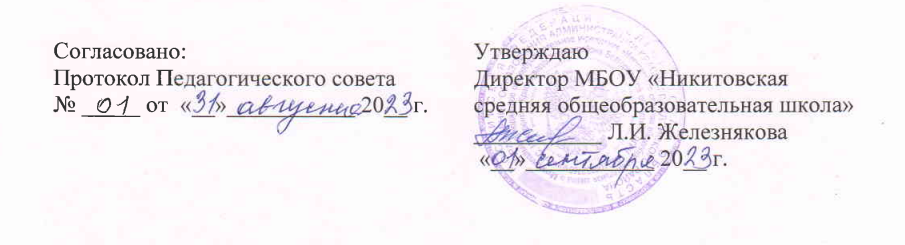 Согласовано:
Протокол Педагогического совета
№ 01 от «31» августа 2023г.
Утверждаю
Директор МБОУ «Никитовская
средняя общеобразовательная школа»
Л.И. Железнякова
«01» сентября 2023г.